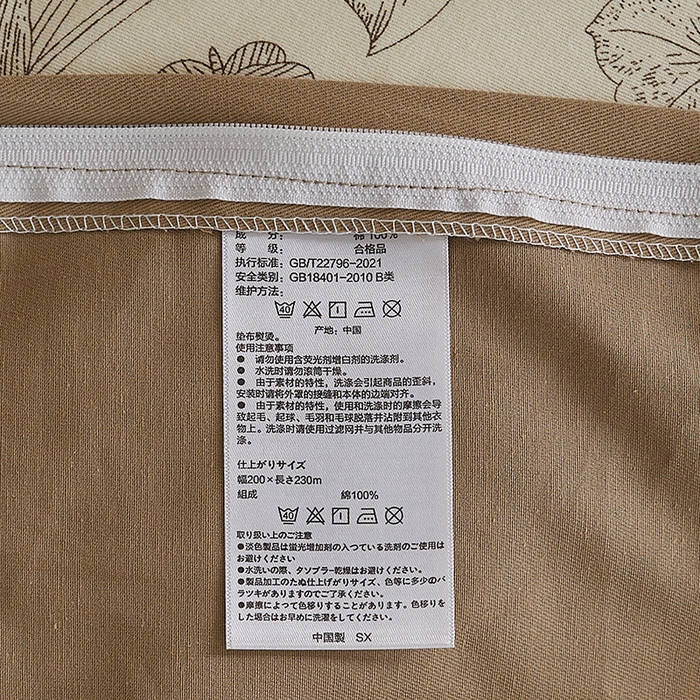 成　分：　棉 100%
等　级：　合格品
执行标准：GB/T22796-2021
安全类别：GB18401-2010 B类
维护方法：
40
产地：中国
垫布熨烫。
使用注意事项
● 请勿使用含荧光剂增白剂的洗涤剂。
● 水洗时请勿滚筒干燥。
● 由于素材的特性，洗涤会引起商品的歪斜，
安装时请将外罩的接缝和本体的边端对齐。
● 由于素材的特性，使用和洗涤时的摩擦会导
致起毛、起球、毛羽和毛球脱落并沾附到其他衣
物上。洗涤时请使用过滤网并与其他物品分开洗
涤。
仕上がりサイズ
幅200×長さ230m
組成　綿100%
40
取り扱い上のご注意
●淡色製品は蛍光増加剤の入つている洗剤のご使用は
お避けください
●水洗いの際、タソブラー乾燥はお避けください。
●製品加工のたぬ仕上げがりサイズ、色等に多少のバ
ラツキがありますのでご了承ください。
●摩擦によって色移りすることがあります。色移りを
した場合はお早めに洗濯をしてください。
中国製　SX